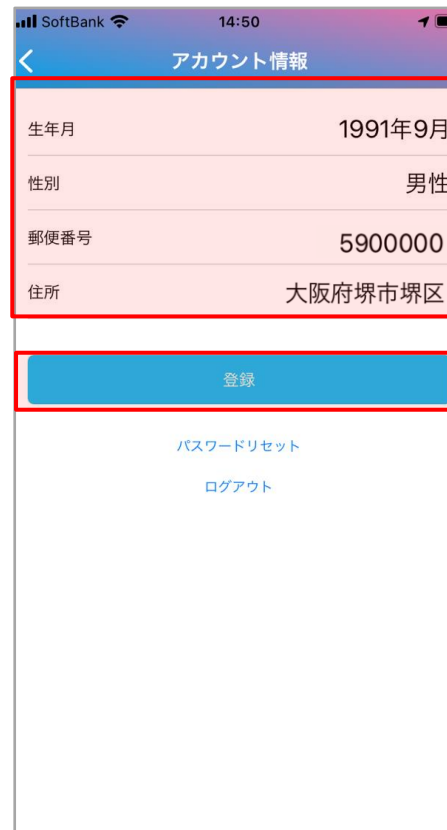 SoftBank 14:50
アカウント情報
生年月 1991年9月
性別 男性
郵便番号 5900000
住所 大阪府堺市堺区
登録
パスワードリセット
ログアウト